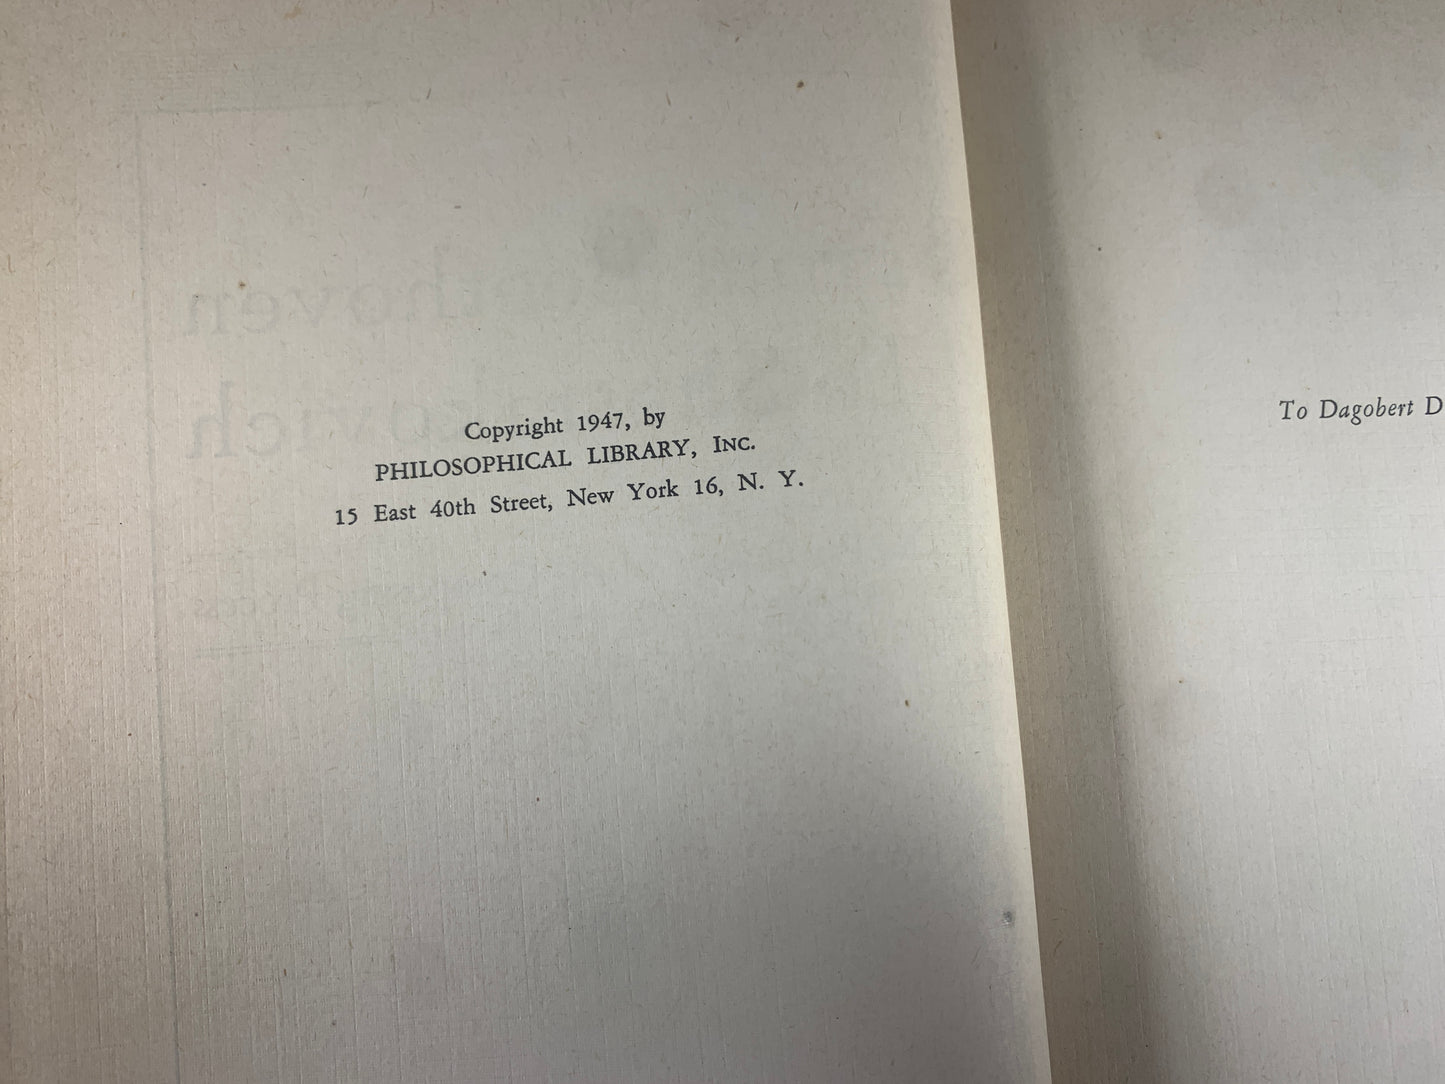 Copyright 1947, by
PHILOSOPHICAL LIBRARY, INC.
15 East 40th Street, New York 16, N. Y.
To Dagobert D